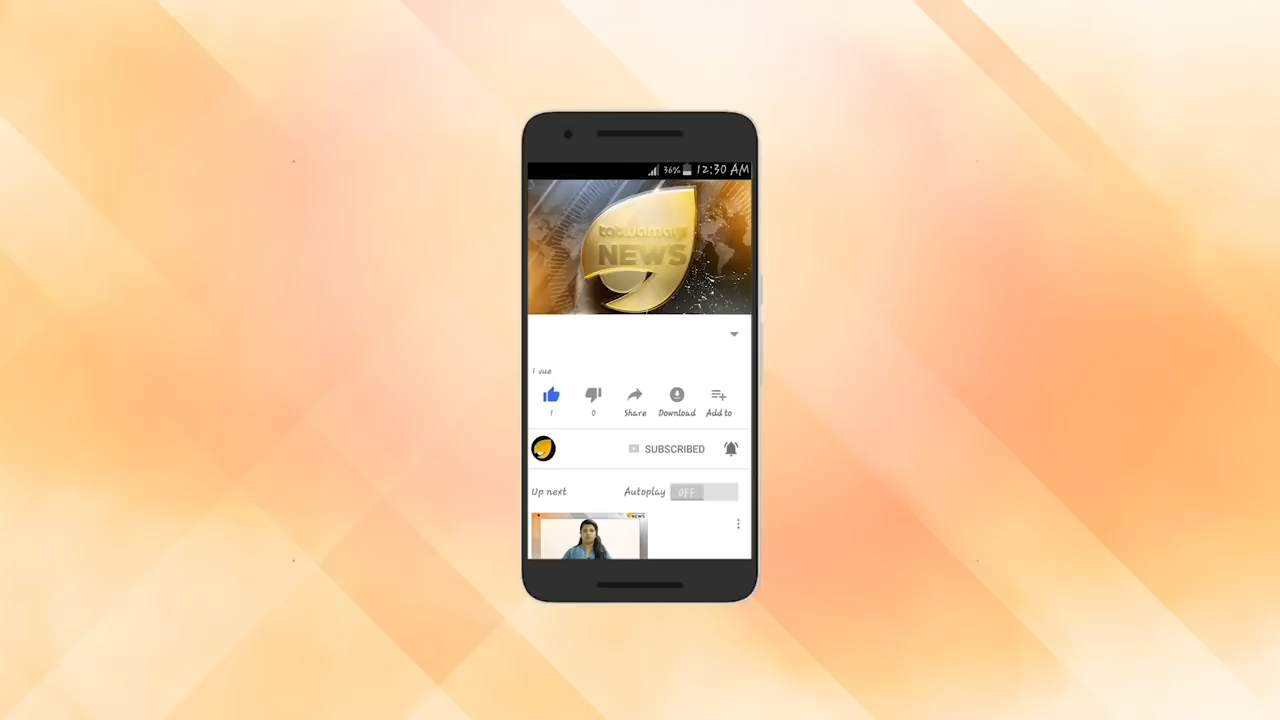 36% 12:30 AM
tatwamayi
NEWS
1 vue
1 0 Share Download Add to
SUBSCRIBED
Up next Autoplay OFF
NEWS